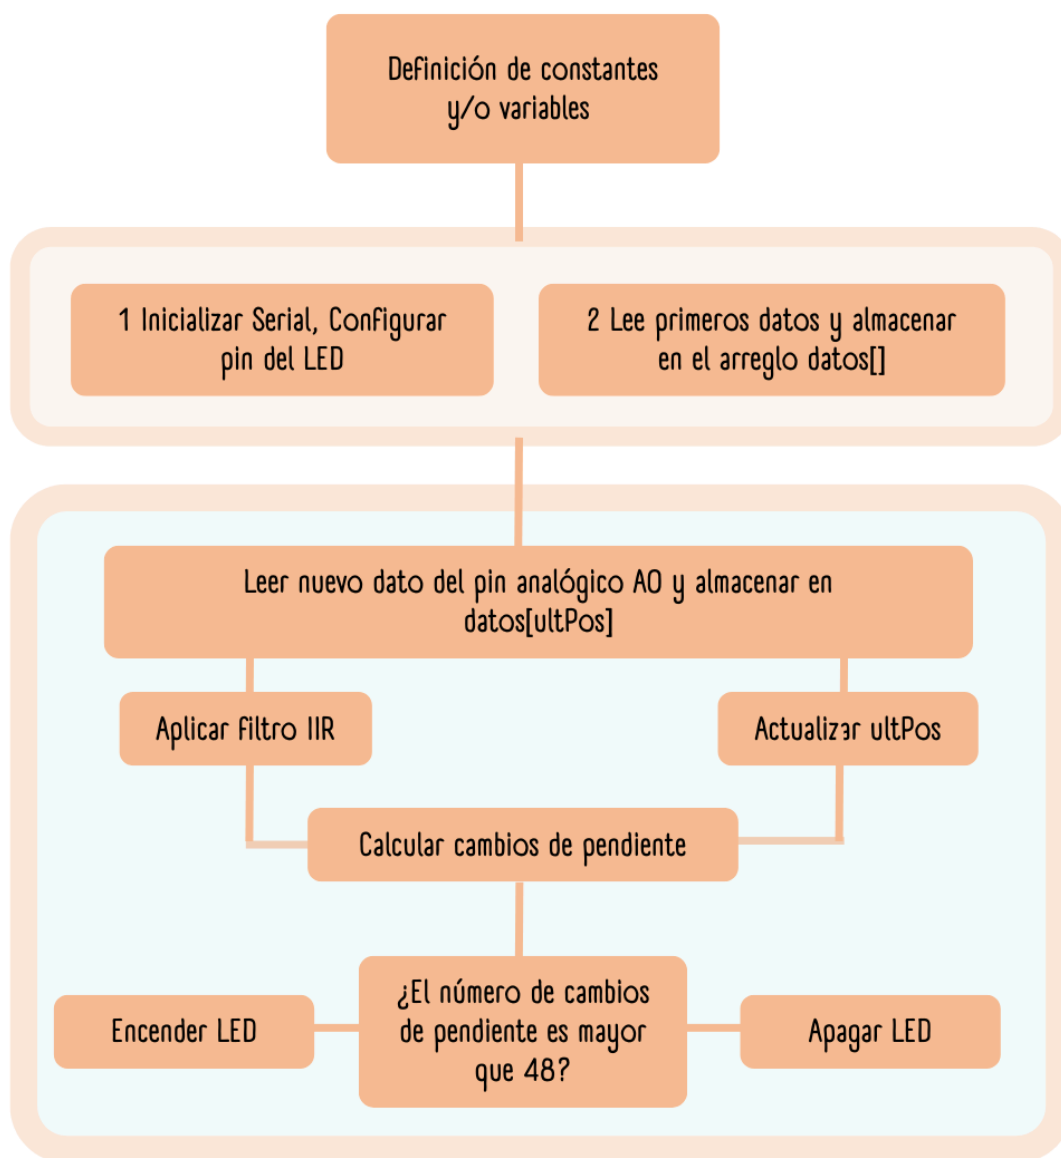 Definición de constantes
y/o variables
1 Inicializar Serial, Configurar
pin del LED
2 Lee primeros datos y almacenar
en el arreglo datos[]
Leer nuevo dato del pin analógico A0 y almacenar en
datos[ultPos]
Aplicar filtro IIR
Actualizar ultPos
Calcular cambios de pendiente
¿El número de cambios
de pendiente es mayor
que 48?
Encender LED
Apagar LED